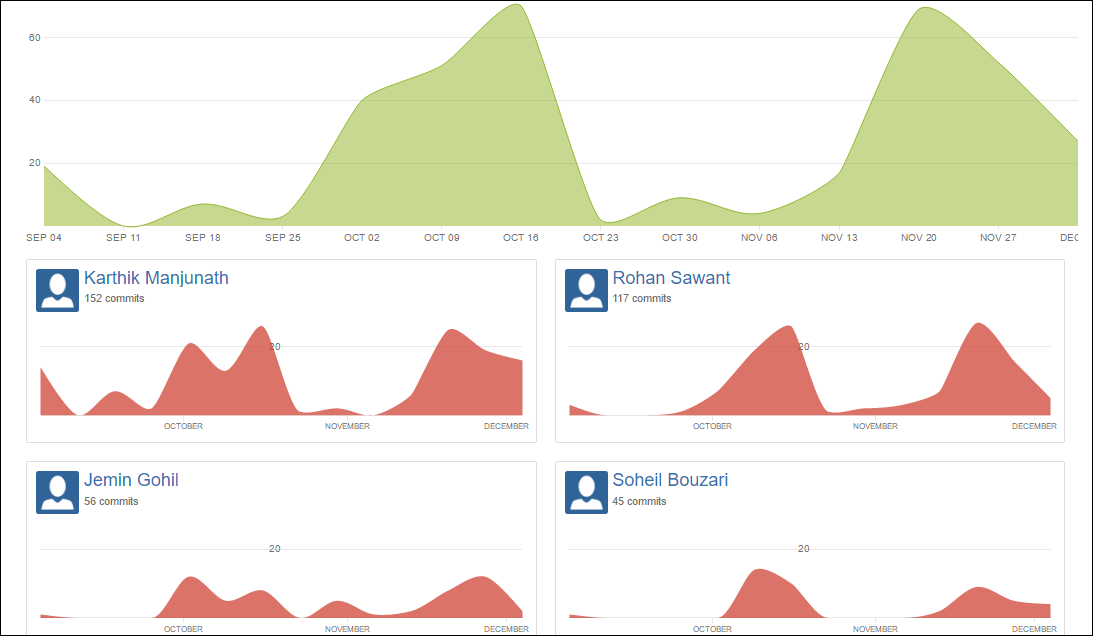 60
40
20
SEP 04 SEP 11 SEP 18 SEP 25 OCT 02 OCT 09 OCT 16 OCT 23 OCT 30 NOV 06 NOV 13 NOV 20 NOV 27 DEC
Karthik Manjunath
152 commits
20
OCTOBER NOVEMBER DECEMBER
Rohan Sawant
117 commits
20
OCTOBER NOVEMBER DECEMBER
Jemin Gohil
56 commits
20
OCTOBER NOVEMBER DECEMBER
Soheil Bouzari
45 commits
20
OCTOBER NOVEMBER DECEMBER